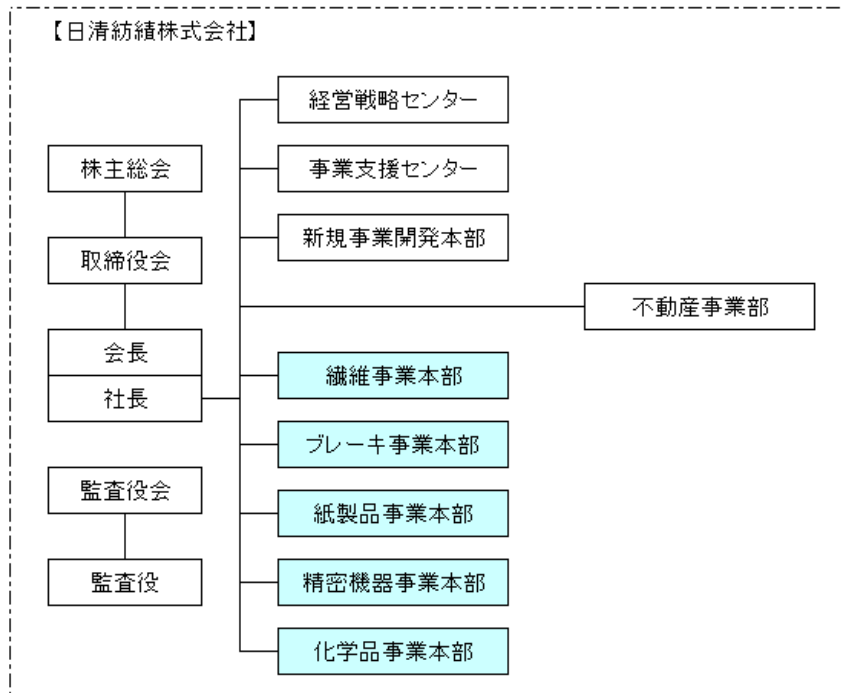 【日清紡績株式会社】
経営戦略センター
株主総会
事業支援センター
新規事業開発本部
取締役会
不動産事業部
会長
繊維事業本部
社長
ブレーキ事業本部
監査役会
紙製品事業本部
監査役
精密機器事業本部
化学品事業本部